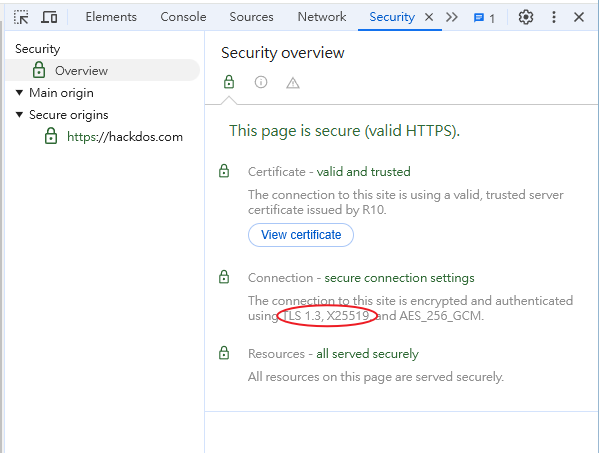 Elements Console Sources Network Security 1
Security
Overview
Main origin
Secure origins
https://hackdos.com
Security overview
This page is secure (valid HTTPS).
Certificate - valid and trusted
The connection to this site is using a valid, trusted server
certificate issued by R10.
View certificate
Connection - secure connection settings
The connection to this site is encrypted and authenticated
using TLS 1.3, X25519, and AES_256_GCM.
Resources - all served securely
All resources on this page are served securely.